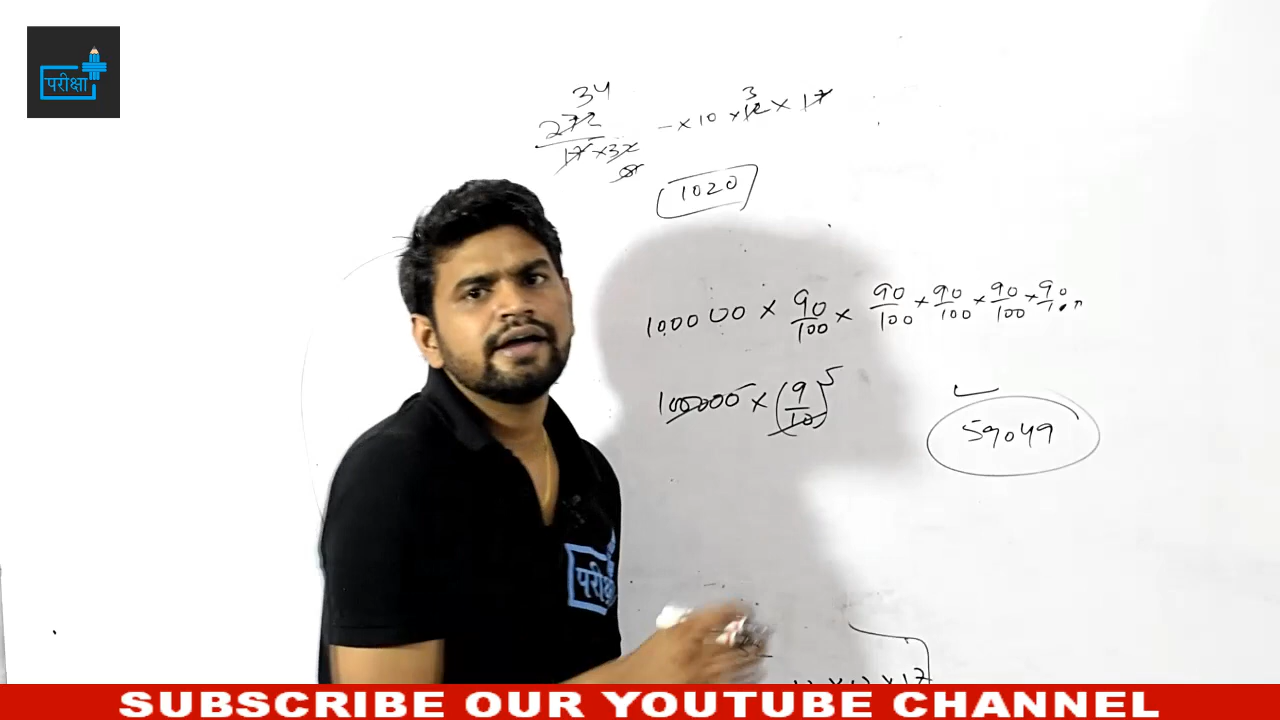 परीक्षा
34
272
17 × 32
8
- × 10 × 12 × 17
3
1020
100000 × 90/100 × 90/100 × 90/100 × 90/100 × 90/100
100000 × (9/10)^5
59049
परीक्षा
× 17
SUBSCRIBE OUR YOUTUBE CHANNEL